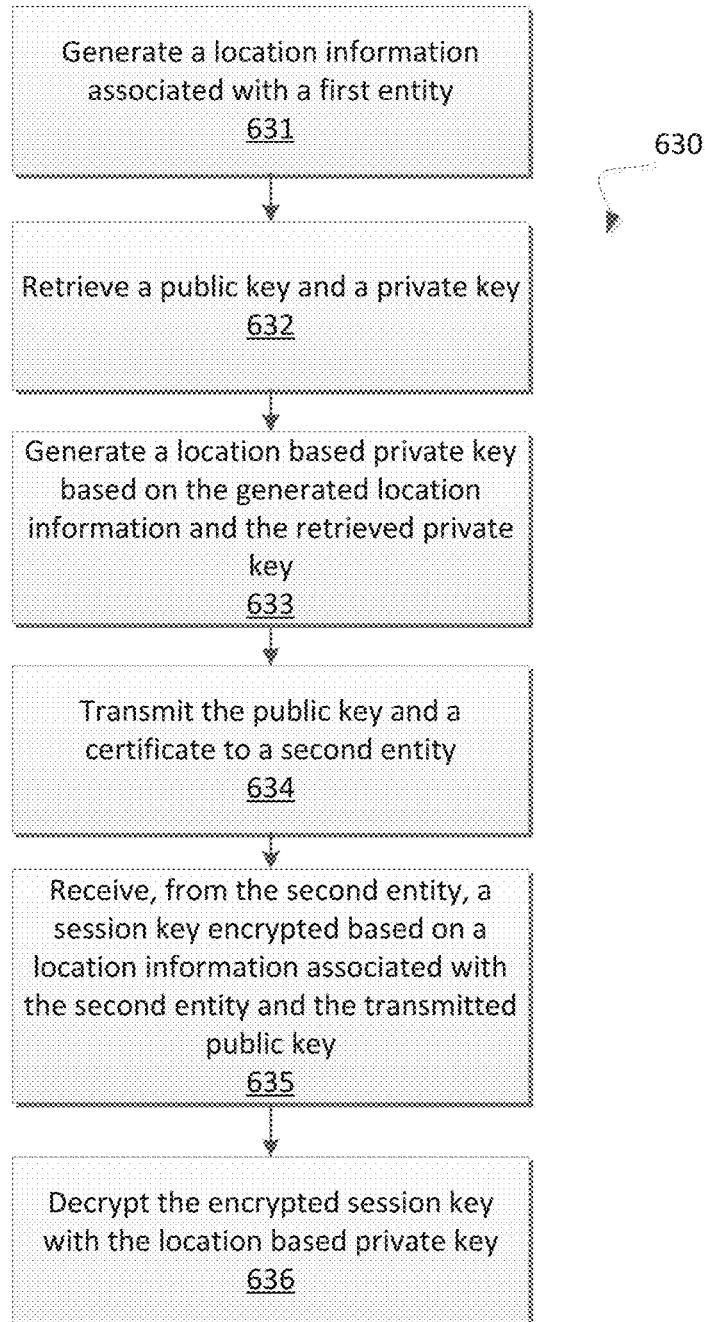 Generate a location information
associated with a first entity
631
630
Retrieve a public key and a private key
632
Generate a location based private key
based on the generated location
information and the retrieved private
key
633
Transmit the public key and a
certificate to a second entity
634
Receive, from the second entity, a
session key encrypted based on a
location information associated with
the second entity and the transmitted
public key
635
Decrypt the encrypted session key
with the location based private key
636